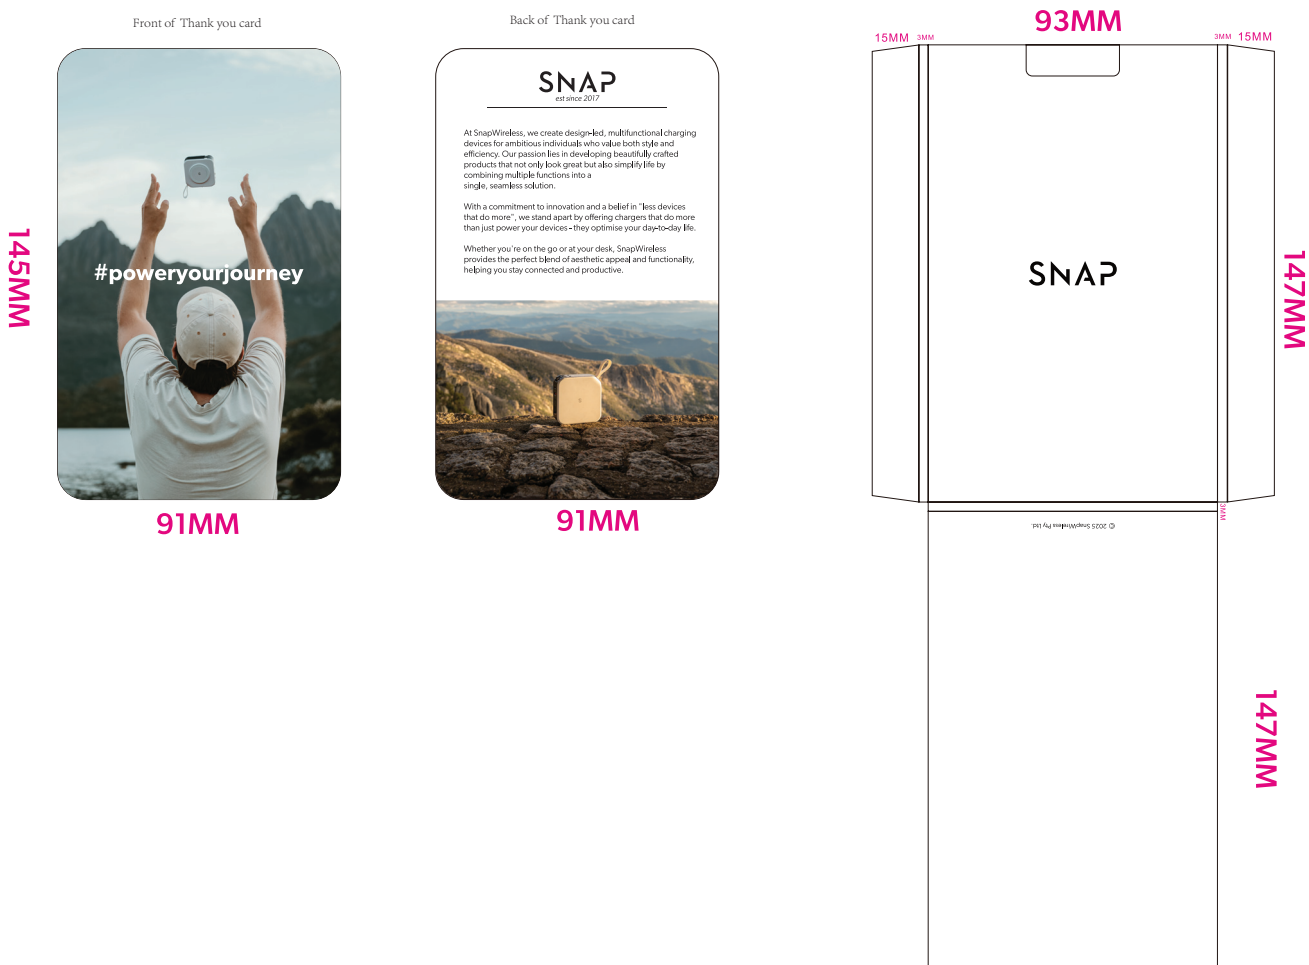 Front of Thank you card
Back of Thank you card
93MM
15MM
3MM
3MM
15MM
145MM
#poweryourjourney
91MM
SNAP
est since 2017
At SnapWireless, we create design-led, multifunctional charging
devices for ambitious individuals who value both style and
efficiency. Our passion lies in developing beautifully crafted
products that not only look great but also simplify life by
combining multiple functions into a
single, seamless solution.
With a commitment to innovation and a belief in "less devices
that do more", we stand apart by offering chargers that do more
than just power your devices - they optimise your day-to-day life.
Whether you're on the go or at your desk, SnapWireless
provides the perfect blend of aesthetic appeal and functionality,
helping you stay connected and productive.
91MM
SNAP
147MM
3MM
© 2025 SnapWireless Pty Ltd.
147MM